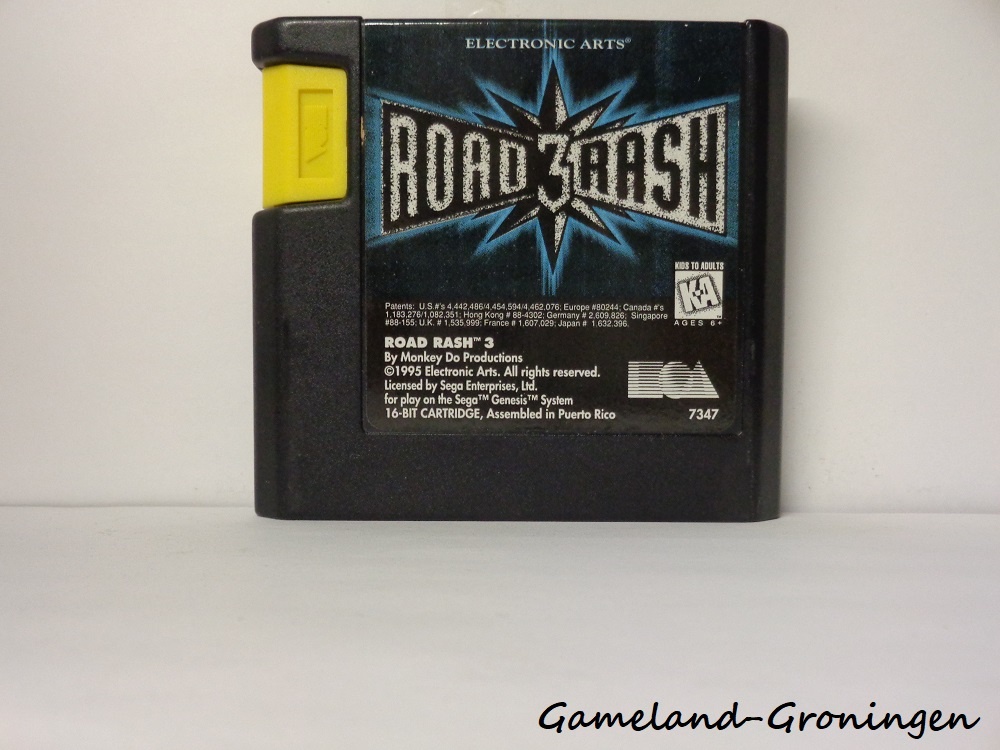 ELECTRONIC ARTS®
ROAD 3 RASH
KIDS TO ADULTS
K-A
AGES 6+
Patents: U.S.#'s 4,442,486/4,454,594/4,462,076; Europe #80244; Canada #'s
1,183,276/1,082,351; Hong Kong # 88-4302; Germany # 2,609,826; Singapore
#88-155; U.K. # 1,535,999; France # 1,607,029; Japan # 1,632,396.
ROAD RASH™ 3
By Monkey Do Productions
©1995 Electronic Arts. All rights reserved.
Licensed by Sega Enterprises, Ltd.
for play on the Sega™ Genesis™ System
16-BIT CARTRIDGE, Assembled in Puerto Rico
EA
7347
Gameland-Groningen